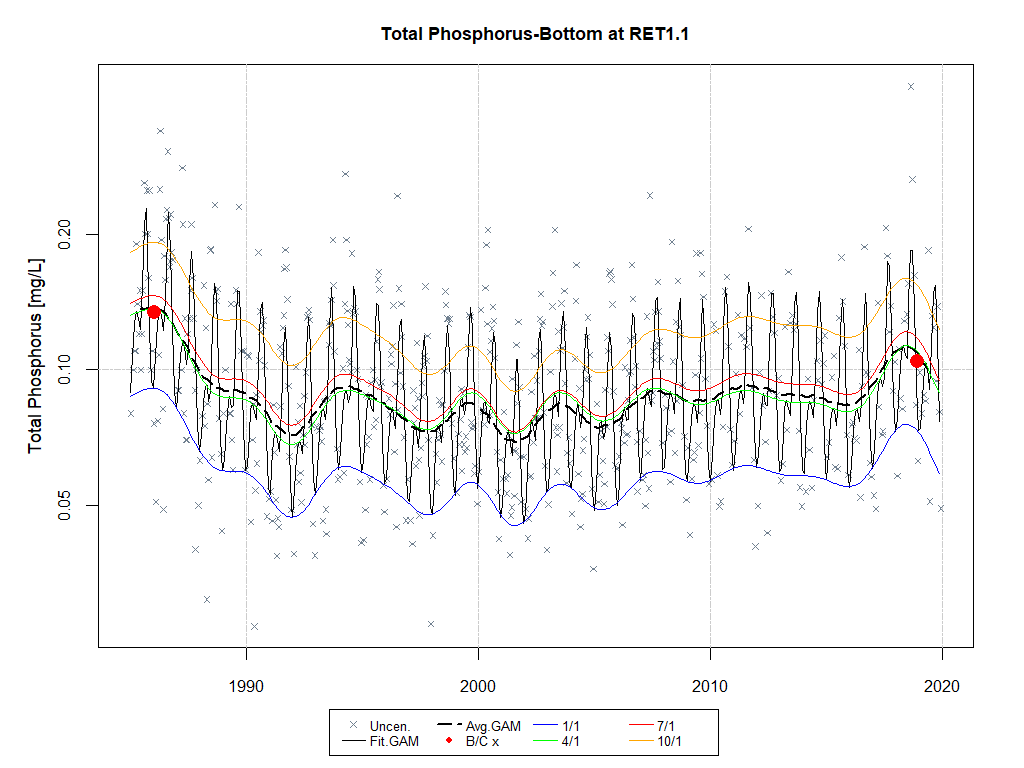 Total Phosphorus-Bottom at RET1.1
Total Phosphorus [mg/L]
0.20
0.10
0.05
1990 2000 2010 2020
Uncen. Avg.GAM 1/1 7/1
Fit.GAM B/C x 4/1 10/1